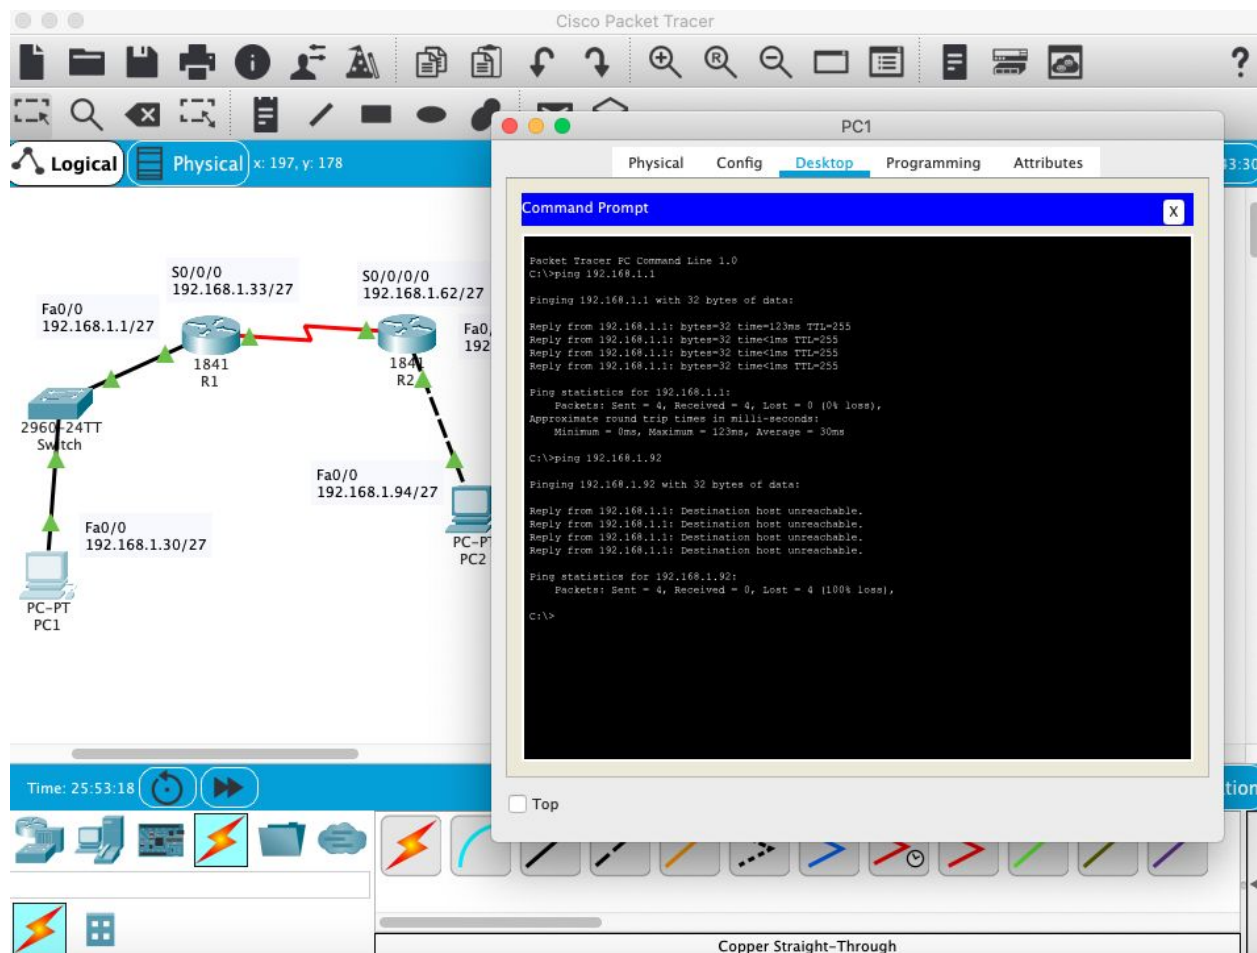 Cisco Packet Tracer
?
PC1
Logical
Physical
x: 197, y: 178
Physical
Config
Desktop
Programming
Attributes
Command Prompt
X
Packet Tracer PC Command Line 1.0
C:\>ping 192.168.1.1
Pinging 192.168.1.1 with 32 bytes of data:
Reply from 192.168.1.1: bytes=32 time=123ms TTL=255
Reply from 192.168.1.1: bytes=32 time<1ms TTL=255
Reply from 192.168.1.1: bytes=32 time<1ms TTL=255
Reply from 192.168.1.1: bytes=32 time<1ms TTL=255
Ping statistics for 192.168.1.1:
Packets: Sent = 4, Received = 4, Lost = 0 (0% loss),
Approximate round trip times in milli-seconds:
Minimum = 0ms, Maximum = 123ms, Average = 30ms
C:\>ping 192.168.1.92
Pinging 192.168.1.92 with 32 bytes of data:
Reply from 192.168.1.1: Destination host unreachable.
Reply from 192.168.1.1: Destination host unreachable.
Reply from 192.168.1.1: Destination host unreachable.
Reply from 192.168.1.1: Destination host unreachable.
Ping statistics for 192.168.1.92:
Packets: Sent = 4, Received = 0, Lost = 4 (100% loss),
C:\>
Top
S0/0/0
192.168.1.33/27
S0/0/0/0
192.168.1.62/27
Fa0/0
192.168.1.1/27
Fa0/
192
1841
R1
1841
R2
2960-24TT
Switch
Fa0/0
192.168.1.94/27
Fa0/0
192.168.1.30/27
PC-PT
PC2
PC-PT
PC1
Time: 25:53:18
Copper Straight-Through